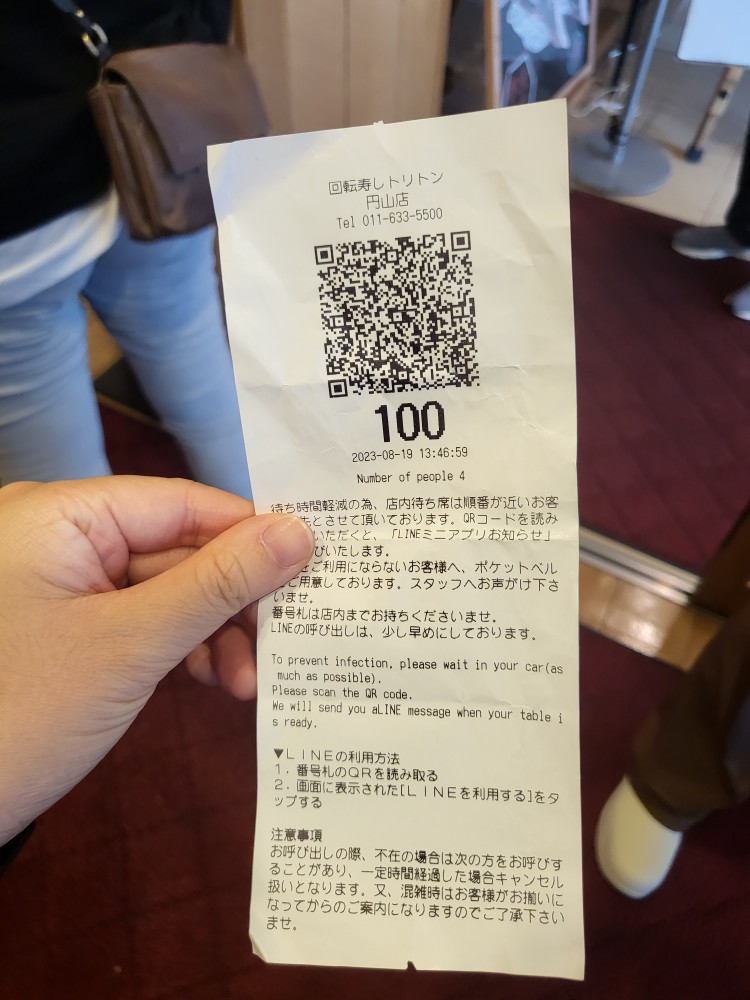 回転寿しトリトン
円山店
Tel 011-633-5500
100
2023-08-19 13:46:59
Number of people 4
待ち時間軽減の為、店内待ち席は順番が近いお客
とさせて頂いております。QRコードを読み
いただくと、「LINEミニアプリお知らせ」
びいたします。
をご利用にならないお客様へ、ポケットベル
ご用意しております。スタッフへお声がけ下さ
いませ。
番号札は店内までお持ちくださいませ。
LINEの呼び出しは、少し早めにしております。
To prevent infection, please wait in your car(as
much as possible).
Please scan the QR code.
We will send you aLINE message when your table i
s ready.
▼ＬＩＮＥの利用方法
１．番号札のＱＲを読み取る
２．画面に表示された[ＬＩＮＥを利用する]をタ
ップする
注意事項
お呼び出しの際、不在の場合は次の方をお呼びす
ることがあり、一定時間経過した場合キャンセル
扱いとなります。又、混雑時はお客様がお揃いに
なってからのご案内になりますのでご了承下さい
ませ。